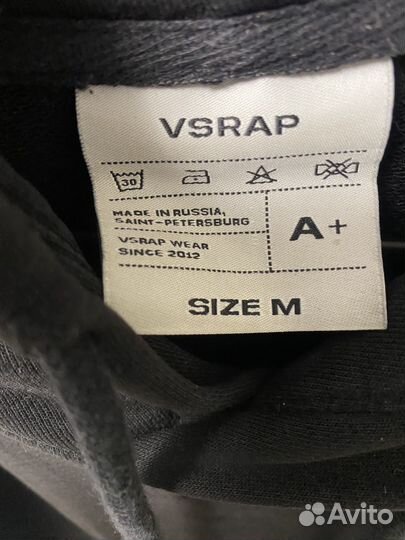 VSRAP
30
MADE IN RUSSIA,
SAINT-PETERSBURG
VSRAP WEAR
SINCE 2012
A+
SIZE M
Avito